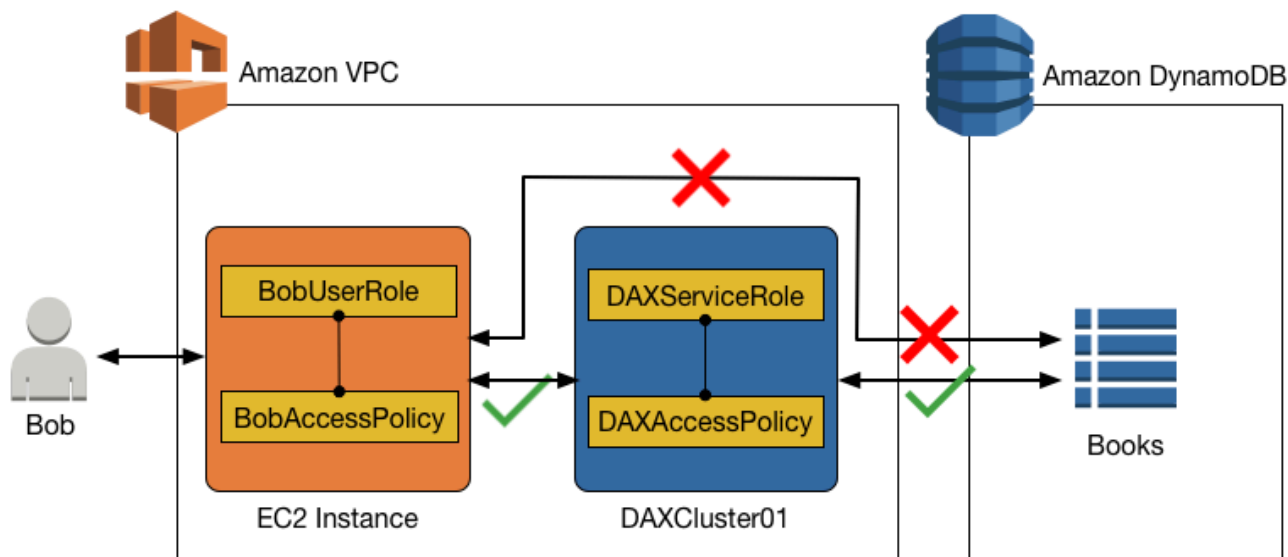 Amazon VPC
Amazon DynamoDB
BobUserRole
DAXServiceRole
BobAccessPolicy
DAXAccessPolicy
Bob
Books
EC2 Instance
DAXCluster01